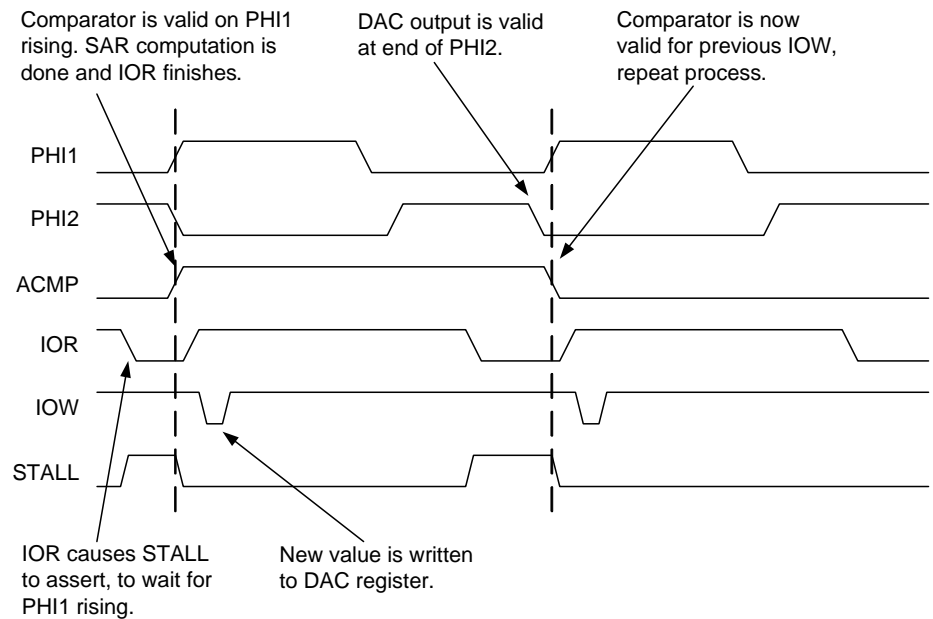 Comparator is valid on PHI1
rising. SAR computation is
done and IOR finishes.
DAC output is valid
at end of PHI2.
Comparator is now
valid for previous IOW,
repeat process.
PHI1
PHI2
ACMP
IOR
IOW
STALL
IOR causes STALL
to assert, to wait for
PHI1 rising.
New value is written
to DAC register.